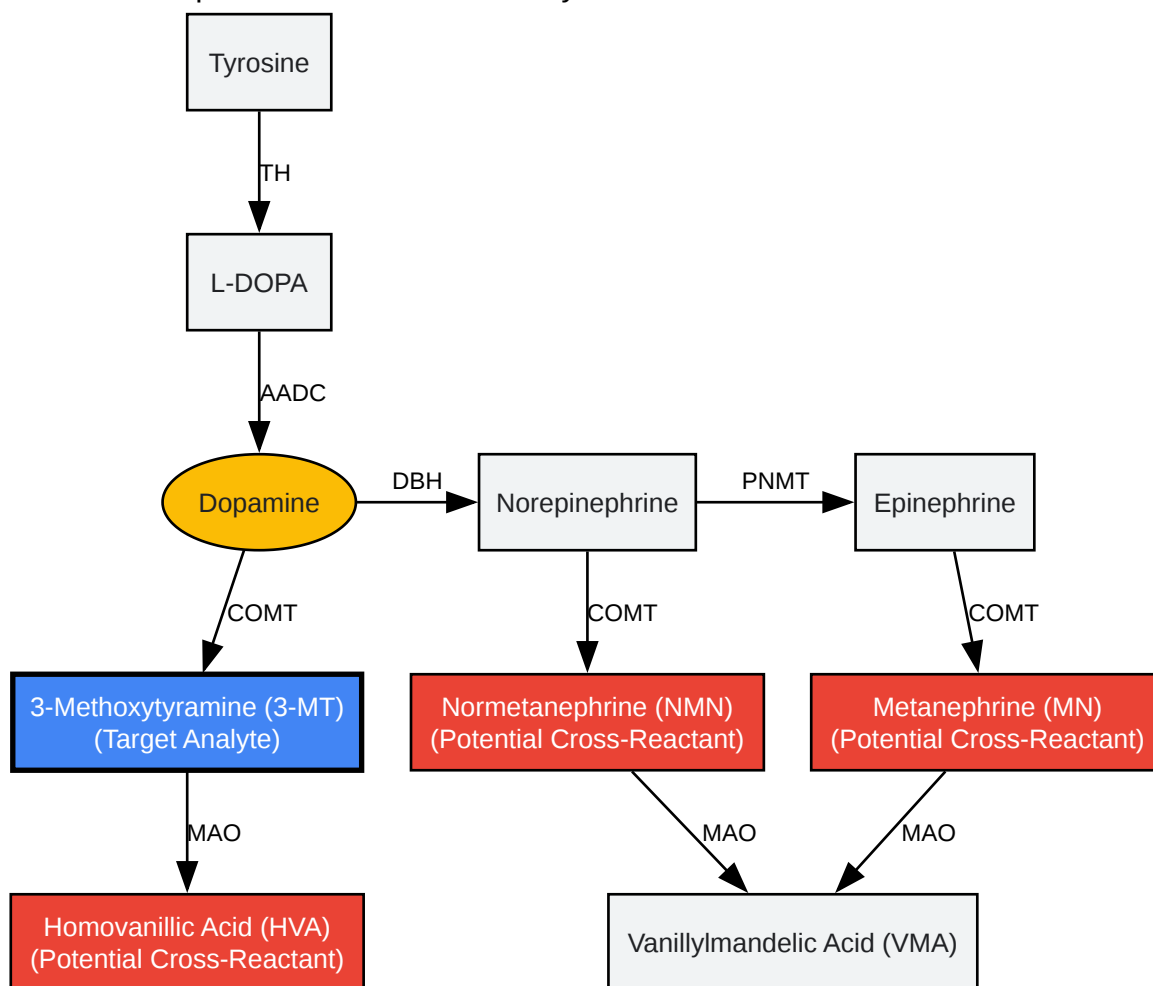 Tyrosine
TH
L-DOPA
AADC
Dopamine
DBH
Norepinephrine
PNMT
Epinephrine
COMT
COMT
COMT
3-Methoxytyramine (3-MT)
(Target Analyte)
Normetanephrine (NMN)
(Potential Cross-Reactant)
Metanephrine (MN)
(Potential Cross-Reactant)
MAO
MAO
MAO
Homovanillic Acid (HVA)
(Potential Cross-Reactant)
Vanillylmandelic Acid (VMA)